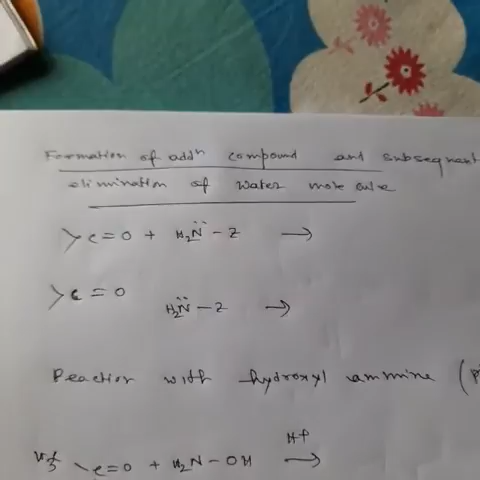 Formation of addn compound and subsequent
elimination of water molecule
>C=O + H2N̈-Z →
>C=O H2N̈-Z →
Reaction with hydroxyl ammine (
H+
C=O + H2N-OH →